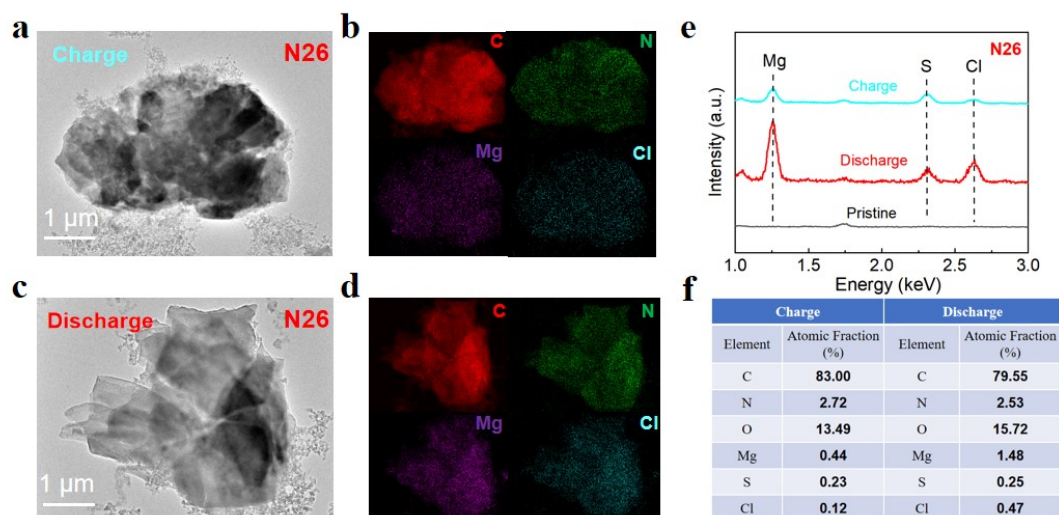 a
Charge
N26
1 μm
b
C
N
Mg
Cl
c
Discharge
N26
1 μm
d
C
N
Mg
Cl
e
N26
Mg
S
Cl
Charge
Discharge
Pristine
Intensity (a.u.)
1.0 1.5 2.0 2.5 3.0
Energy (keV)
f
Charge Discharge
Element Atomic Fraction (%) Element Atomic Fraction (%)
C 83.00 C 79.55
N 2.72 N 2.53
O 13.49 O 15.72
Mg 0.44 Mg 1.48
S 0.23 S 0.25
Cl 0.12 Cl 0.47